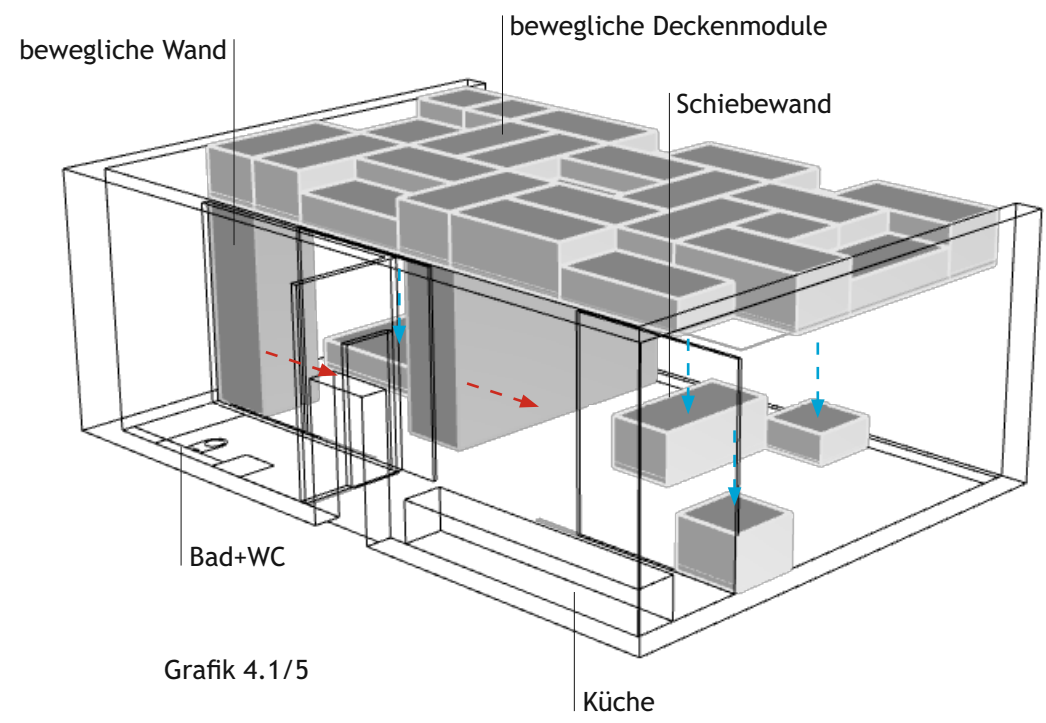 bewegliche Deckenmodule
bewegliche Wand
Schiebewand
Bad+WC
Grafik 4.1/5
Küche